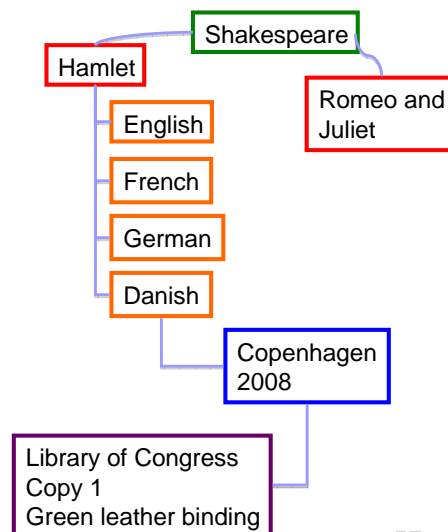 Shakespeare
Hamlet
Romeo and
Juliet
English
French
German
Danish
Copenhagen
2008
Library of Congress
Copy 1
Green leather binding